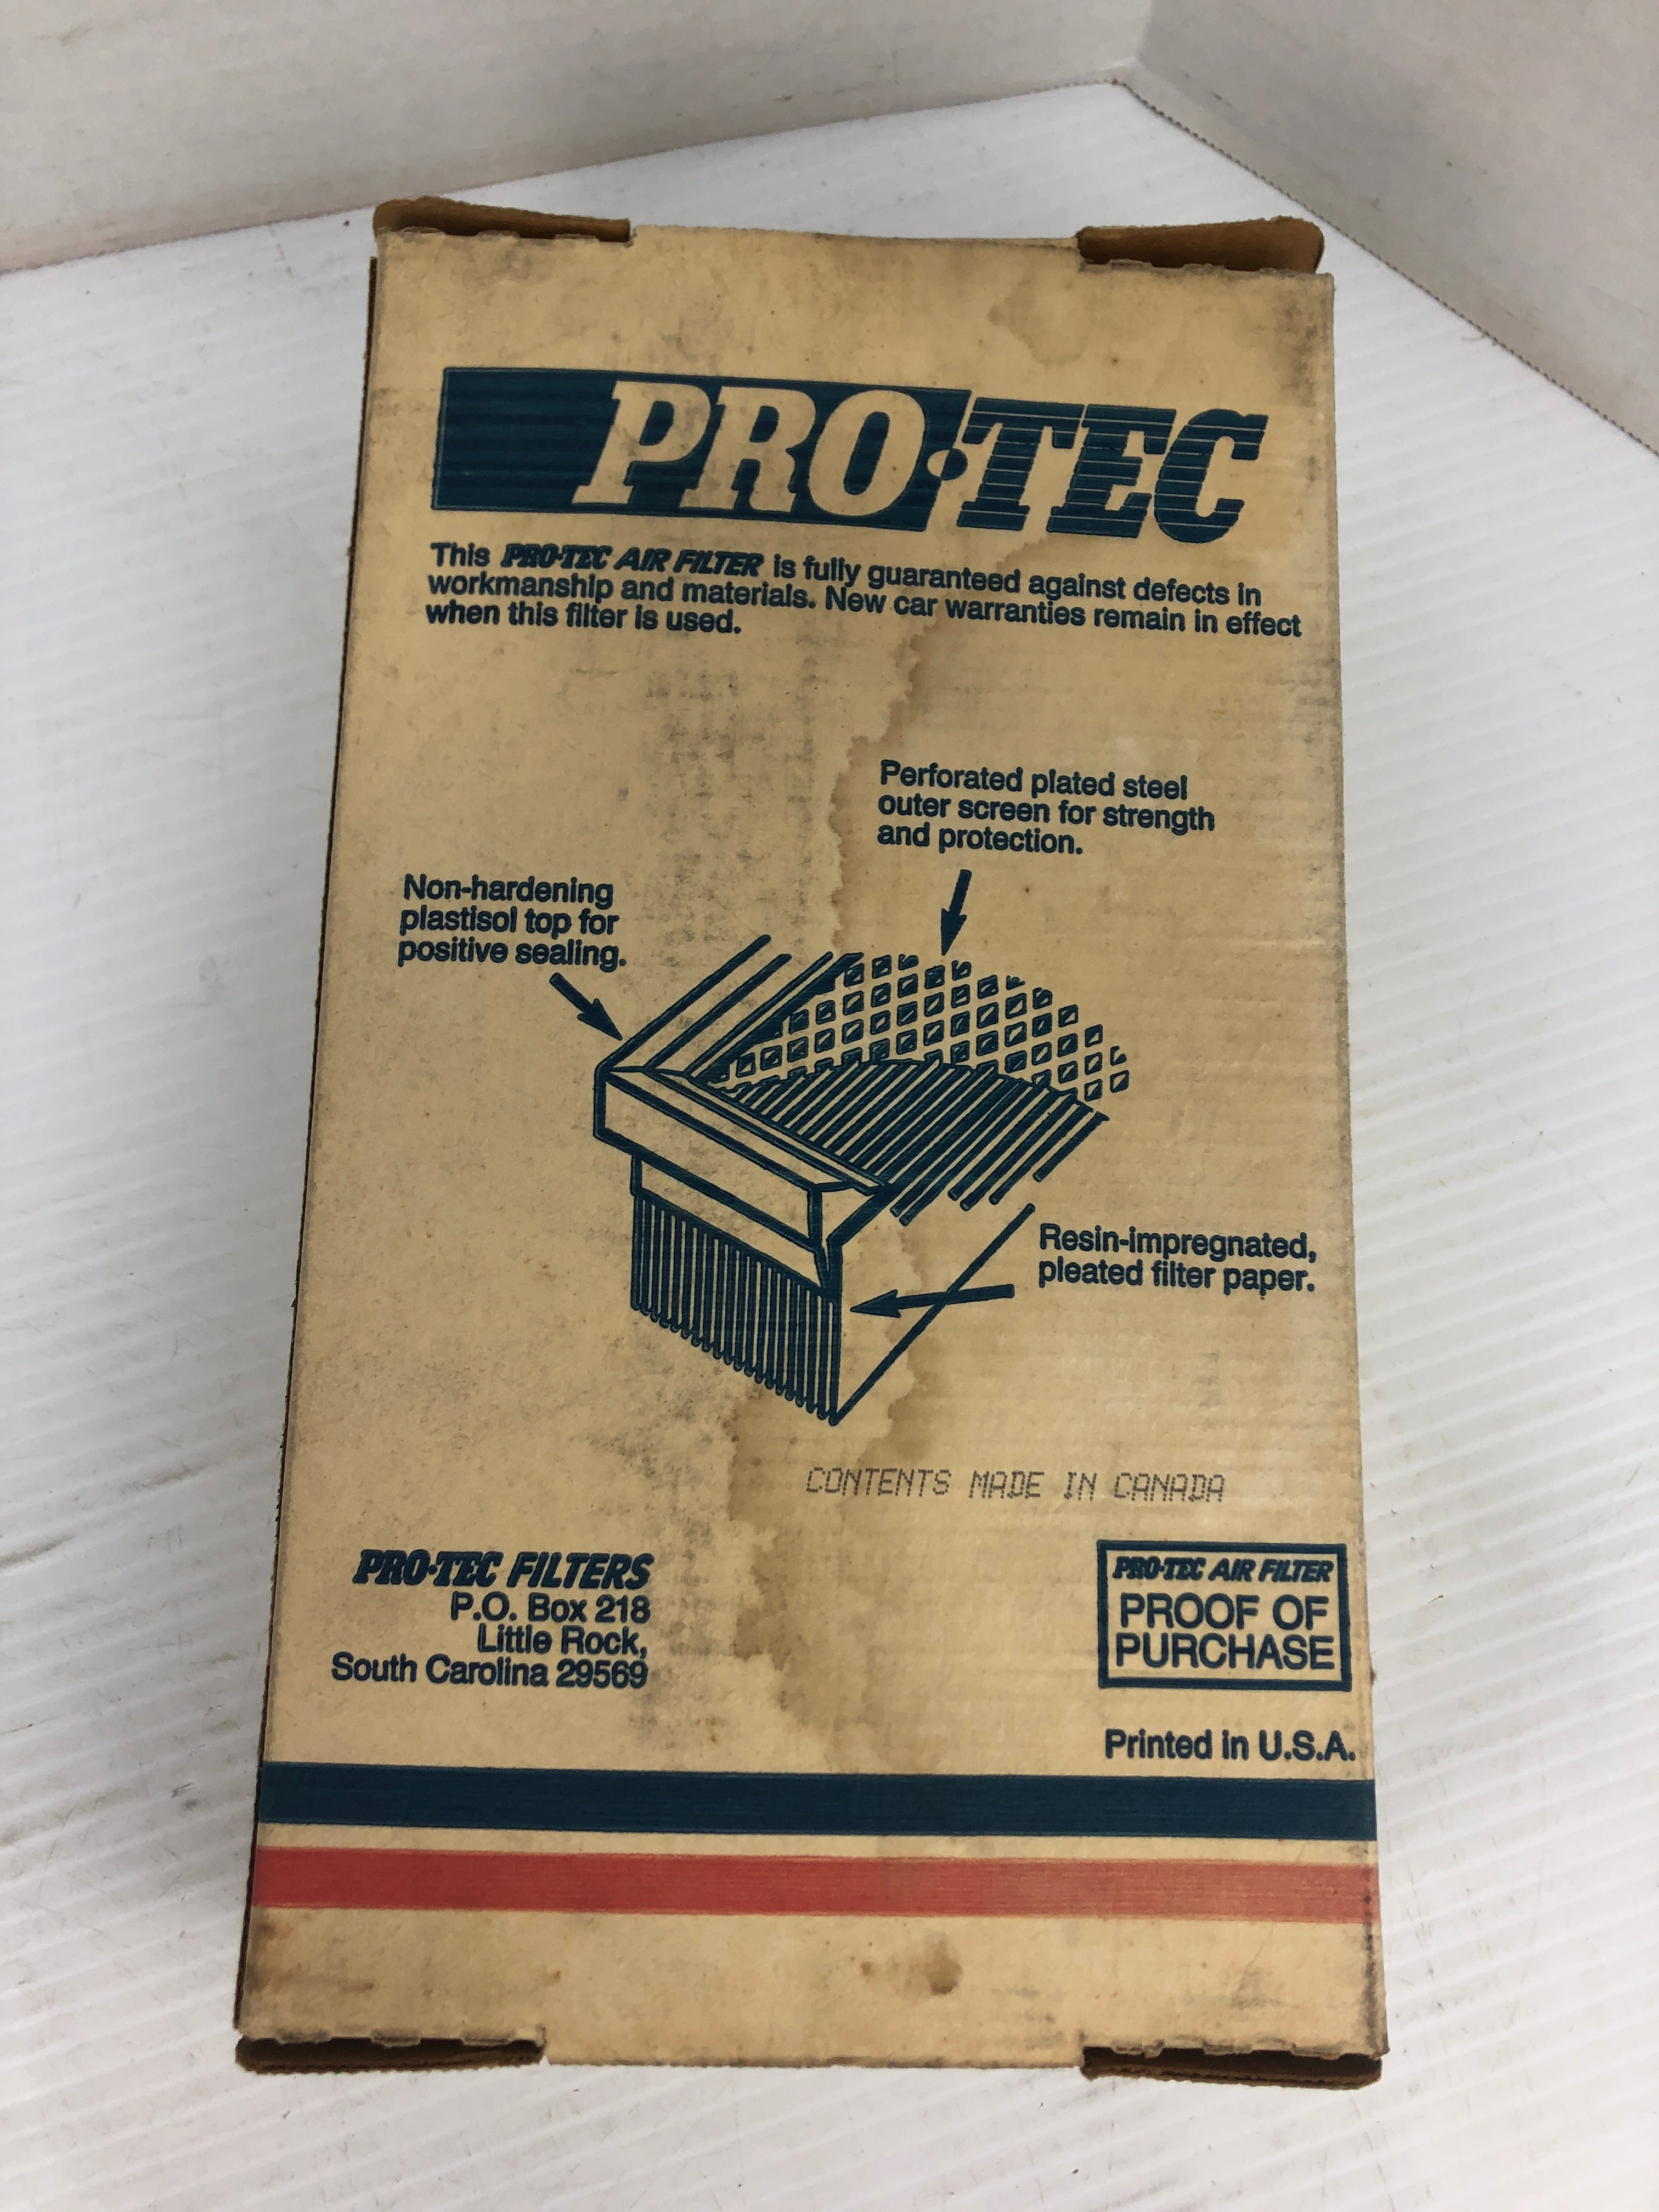 PRO·TEC
This PRO·TEC AIR FILTER is fully guaranteed against defects in
workmanship and materials. New car warranties remain in effect
when this filter is used.
Perforated plated steel
outer screen for strength
and protection.
Non-hardening
plastisol top for
positive sealing.
Resin-impregnated,
pleated filter paper.
CONTENTS MADE IN CANADA
PRO·TEC FILTERS
P.O. Box 218
Little Rock,
South Carolina 29569
PRO·TEC AIR FILTER
PROOF OF
PURCHASE
Printed in U.S.A.